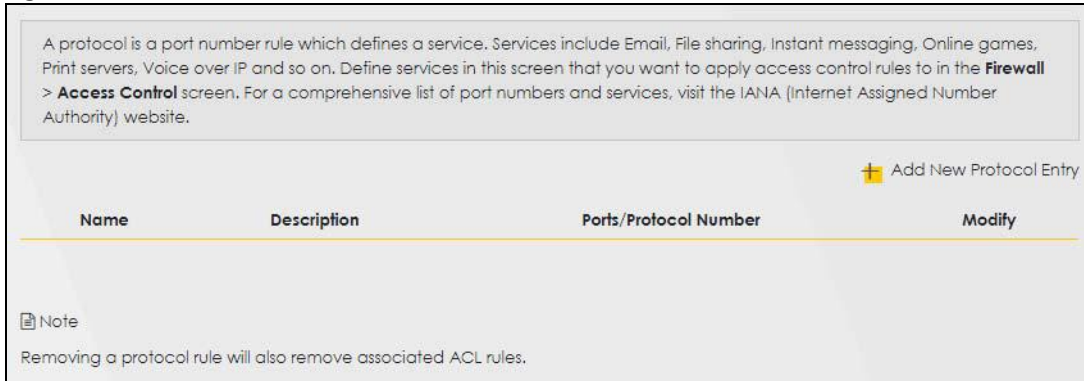 A protocol is a port number rule which defines a service. Services include Email, File sharing, Instant messaging, Online games,
Print servers, Voice over IP and so on. Define services in this screen that you want to apply access control rules to in the Firewall
> Access Control screen. For a comprehensive list of port numbers and services, visit the IANA (Internet Assigned Number
Authority) website.
+ Add New Protocol Entry
Name Description Ports/Protocol Number Modify
Note
Removing a protocol rule will also remove associated ACL rules.